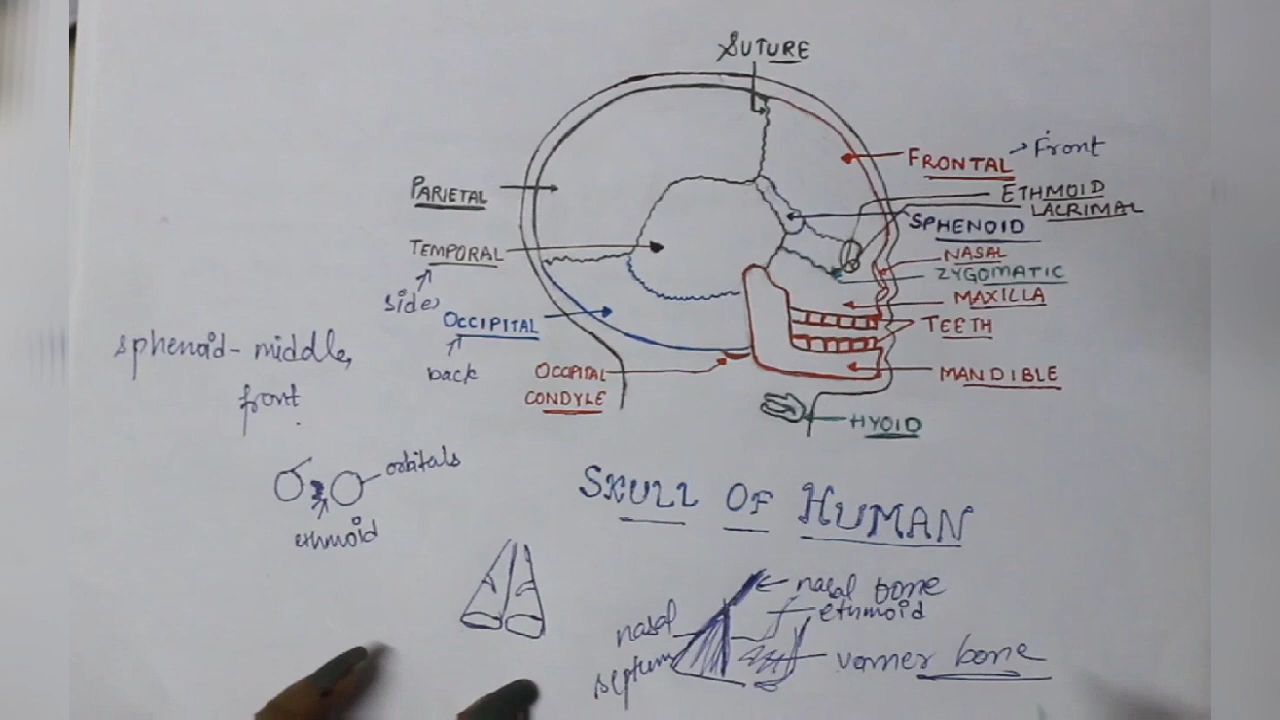 SUTURE
FRONTAL
Front
PARIETAL
ETHMOID
LACRIMAL
SPHENOID
TEMPORAL
NASAL
ZYGOMATIC
side
MAXILLA
OCCIPITAL
TEETH
sphenoid - middle,
front
back
OCCIPITAL
CONDYLE
MANDIBLE
HYOID
orbitals
ethmoid
SKULL OF HUMAN
nasal bone
ethmoid
nasal
septum
vomer bone